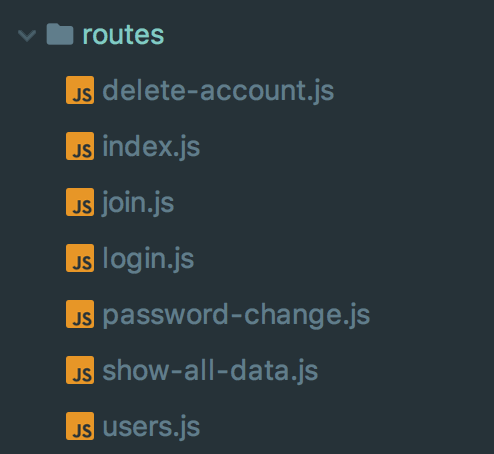 routes
JS delete-account.js
JS index.js
JS join.js
JS login.js
JS password-change.js
JS show-all-data.js
JS users.js